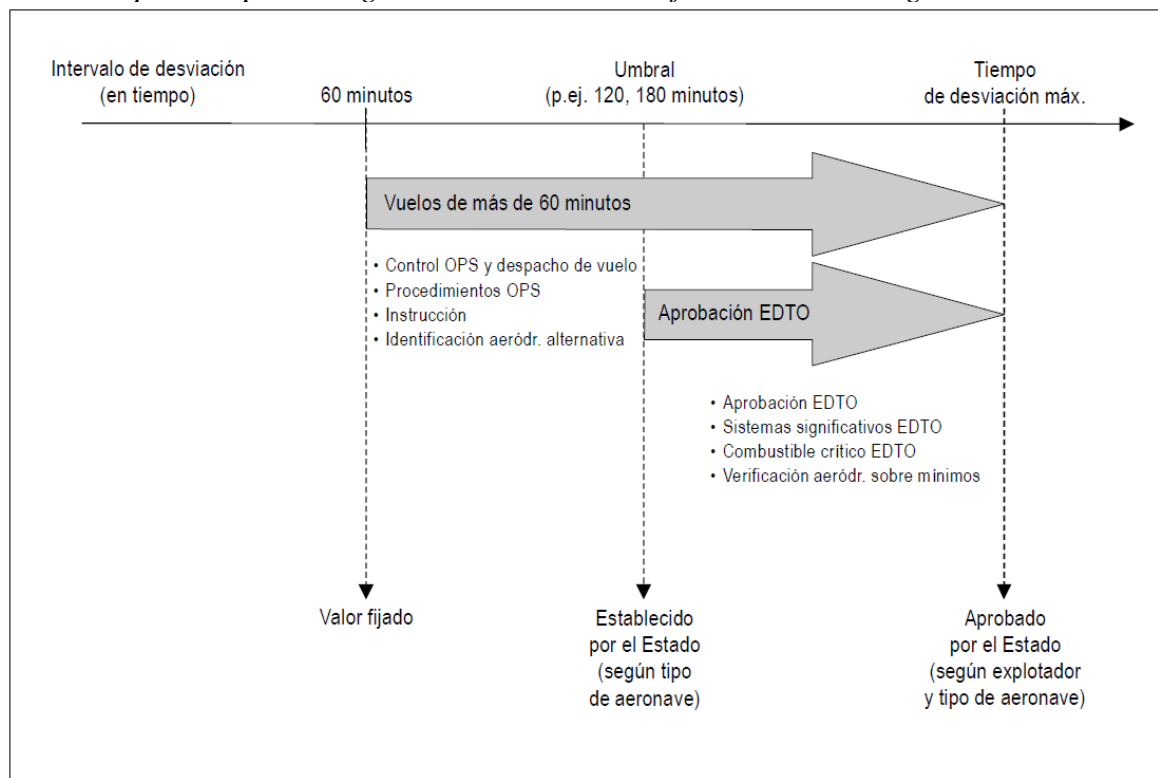 Intervalo de desviación
(en tiempo)
60 minutos
Umbral
(p.ej. 120, 180 minutos)
Tiempo
de desviación máx.
Vuelos de más de 60 minutos
• Control OPS y despacho de vuelo
• Procedimientos OPS
• Instrucción
• Identificación aeródr. alternativa
Aprobación EDTO
• Aprobación EDTO
• Sistemas significativos EDTO
• Combustible crítico EDTO
• Verificación aeródr. sobre mínimos
Valor fijado
Establecido
por el Estado
(según tipo
de aeronave)
Aprobado
por el Estado
(según explotador
y tipo de aeronave)